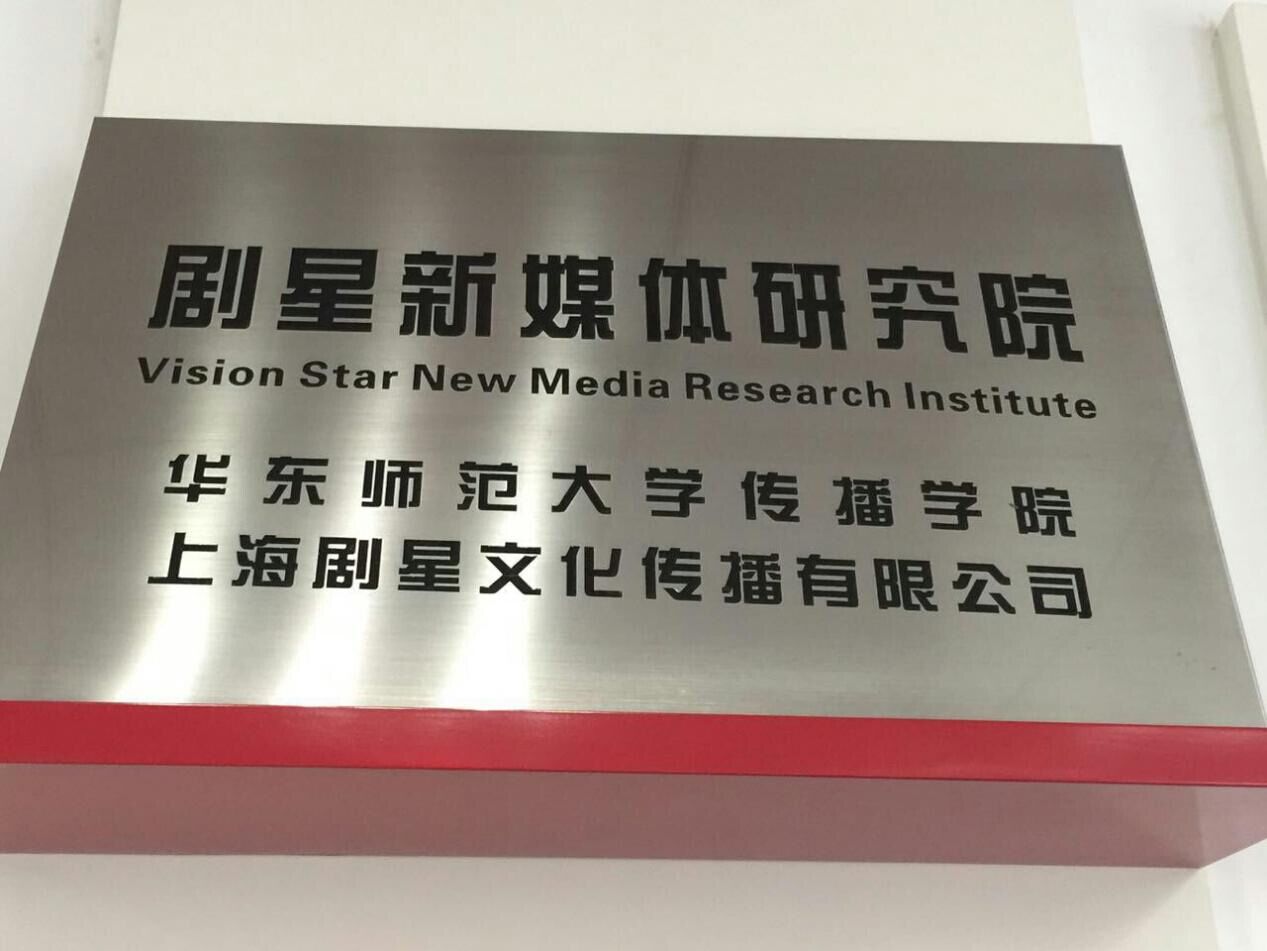 剧星新媒体研究院
Vision Star New Media Research Institute
华东师范大学传播学院
上海剧星文化传播有限公司